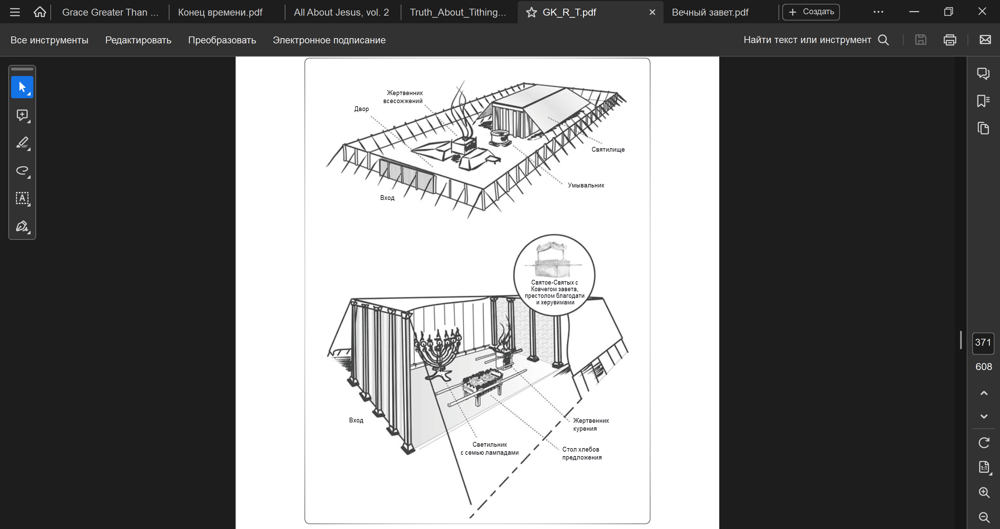 Grace Greater Than ...
Конец времени.pdf
All About Jesus, vol. 2
Truth_About_Tithing...
GK_R_T.pdf
Вечный завет.pdf
Создать
Все инструменты
Редактировать
Преобразовать
Электронное подписание
Найти текст или инструмент
Жертвенник
всесожжений
Двор
Святилище
Умывальник
Вход
Святое-Святых с
Ковчегом завета,
престолом благодати
и херувимами
Вход
Жертвенник
курения
Светильник
с семью лампадами
Стол хлебов
предложения
371
608
1:1